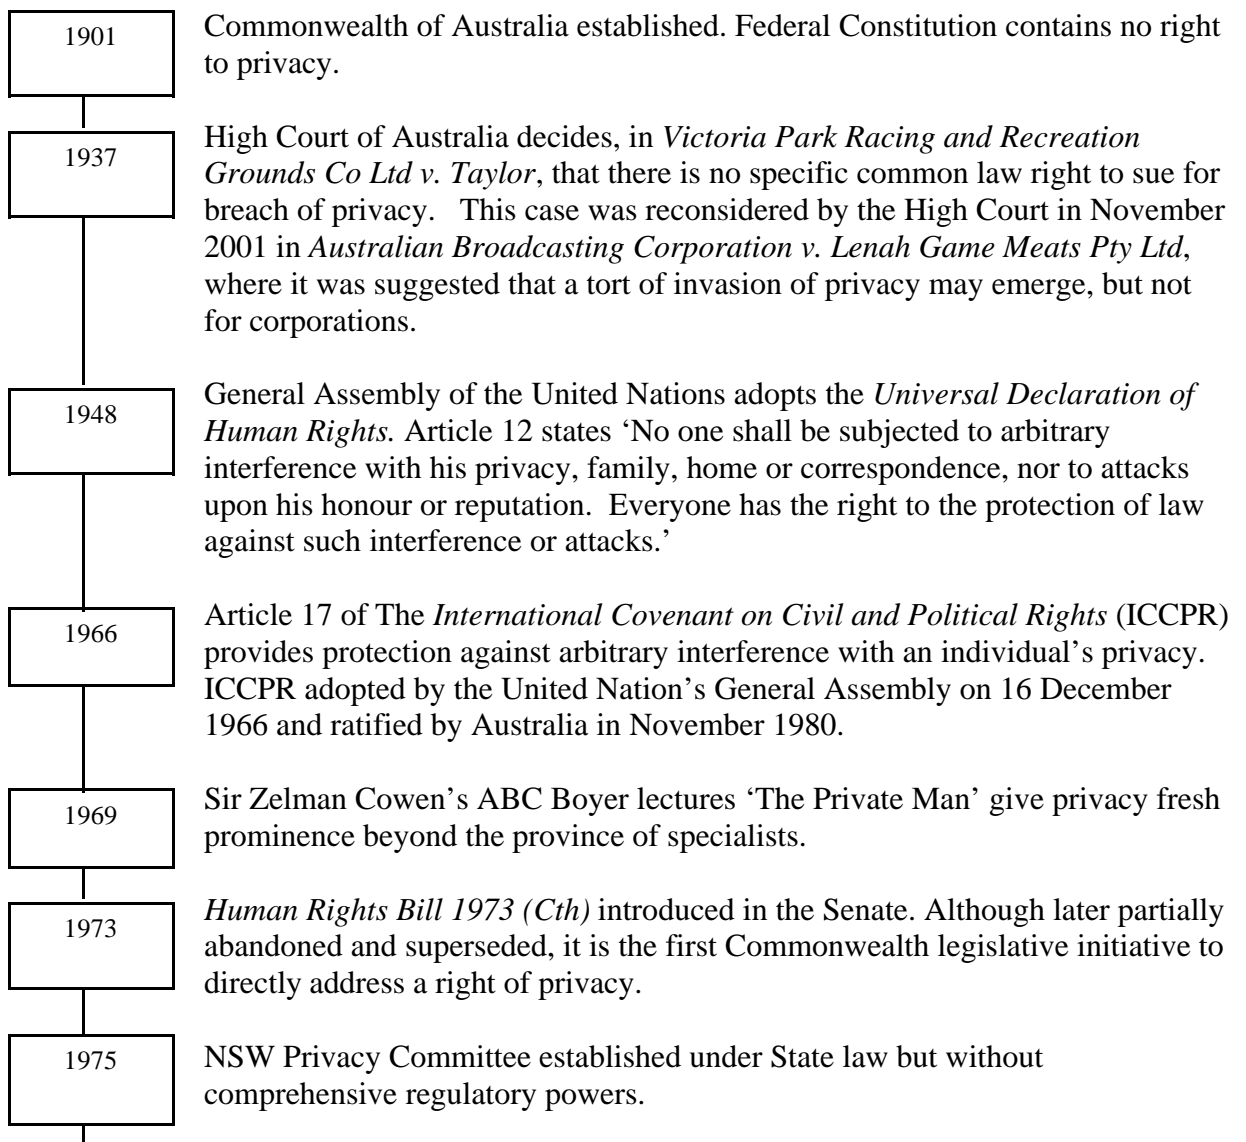 1901
Commonwealth of Australia established. Federal Constitution contains no right
to privacy.
1937
High Court of Australia decides, in Victoria Park Racing and Recreation
Grounds Co Ltd v. Taylor, that there is no specific common law right to sue for
breach of privacy.   This case was reconsidered by the High Court in November
2001 in Australian Broadcasting Corporation v. Lenah Game Meats Pty Ltd,
where it was suggested that a tort of invasion of privacy may emerge, but not
for corporations.
1948
General Assembly of the United Nations adopts the Universal Declaration of
Human Rights. Article 12 states ‘No one shall be subjected to arbitrary
interference with his privacy, family, home or correspondence, nor to attacks
upon his honour or reputation.  Everyone has the right to the protection of law
against such interference or attacks.’
1966
Article 17 of The International Covenant on Civil and Political Rights (ICCPR)
provides protection against arbitrary interference with an individual’s privacy.
ICCPR adopted by the United Nation’s General Assembly on 16 December
1966 and ratified by Australia in November 1980.
1969
Sir Zelman Cowen’s ABC Boyer lectures ‘The Private Man’ give privacy fresh
prominence beyond the province of specialists.
1973
Human Rights Bill 1973 (Cth) introduced in the Senate. Although later partially
abandoned and superseded, it is the first Commonwealth legislative initiative to
directly address a right of privacy.
1975
NSW Privacy Committee established under State law but without
comprehensive regulatory powers.